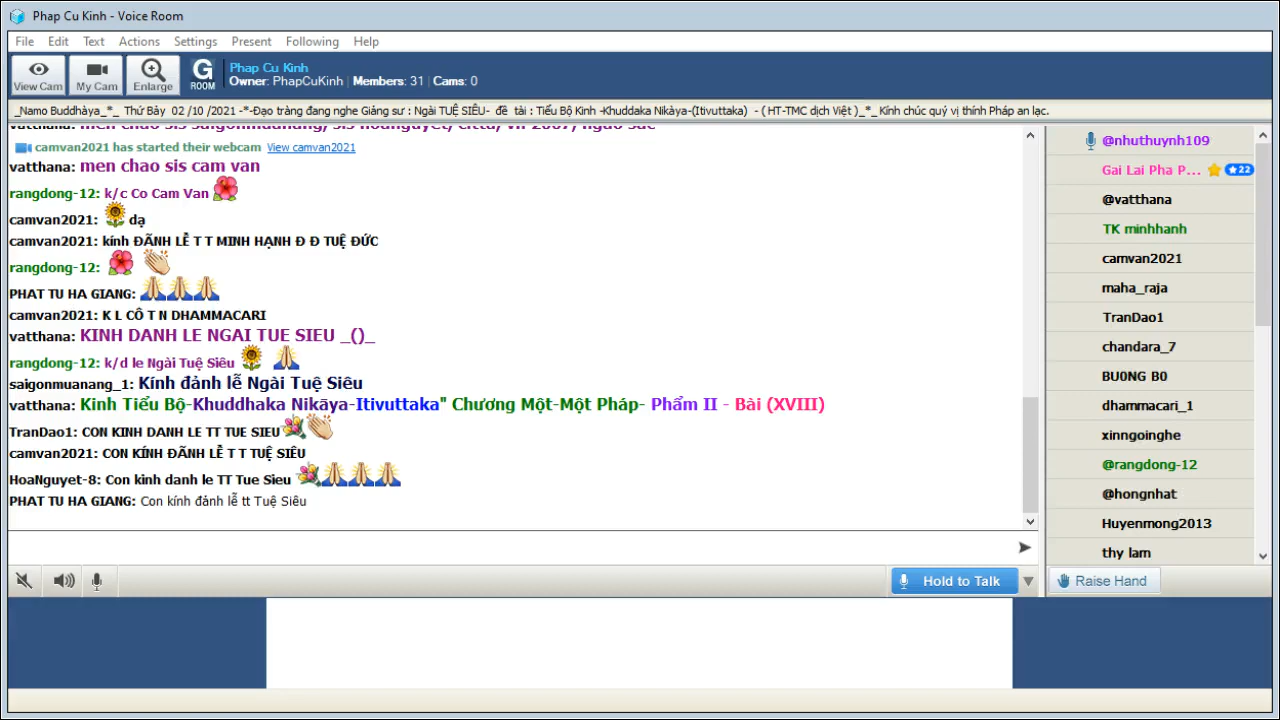 Phap Cu Kinh - Voice Room
File Edit Text Actions Settings Present Following Help
View Cam My Cam Enlarge G ROOM
Phap Cu Kinh
Owner: PhapCuKinh | Members: 31 | Cams: 0
_Namo Buddhàya_*_ Thứ Bảy 02 /10 /2021 -*-Đạo tràng đang nghe Giảng sư : Ngài TUỆ SIÊU- đề tài : Tiểu Bộ Kinh -Khuddaka Nikàya-(Itivuttaka) - ( HT-TMC dịch Việt )_*_ Kính chúc quý vị thính Pháp an lạc.
vatthana: men chao sis saigonmuanang/ sis hoanguyet/
camvan2021 has started their webcam View camvan2021
vatthana: men chao sis cam van
rangdong-12: k/c Co Cam Van
camvan2021: dạ
camvan2021: kính ĐÃNH LỄ T T MINH HẠNH Đ Đ TUỆ ĐỨC
rangdong-12:
PHAT TU HA GIANG:
camvan2021: K L CÔ T N DHAMMACARI
vatthana: KINH DANH LE NGAI TUE SIEU _()_
rangdong-12: k/d le Ngài Tuệ Siêu
saigonmuanang_1: Kính đảnh lễ Ngài Tuệ Siêu
vatthana: Kinh Tiểu Bộ-Khuddhaka Nikāya-Itivuttaka" Chương Một-Một Pháp- Phẩm II - Bài (XVIII)
TranDao1: CON KINH DANH LE TT TUE SIEU
camvan2021: CON KÍNH ĐÃNH LỄ T T TUỆ SIÊU
HoaNguyet-8: Con kinh danh le TT Tue Sieu
PHAT TU HA GIANG: Con kính đảnh lễ tt Tuệ Siêu
@nhuthuynh109
Gai Lai Pha P... 22
@vatthana
TK minhhanh
camvan2021
maha_raja
TranDao1
chandara_7
BU0NG B0
dhammacari_1
xinngoinghe
@rangdong-12
@hongnhat
Huyenmong2013
thy lam
Hold to Talk
Raise Hand